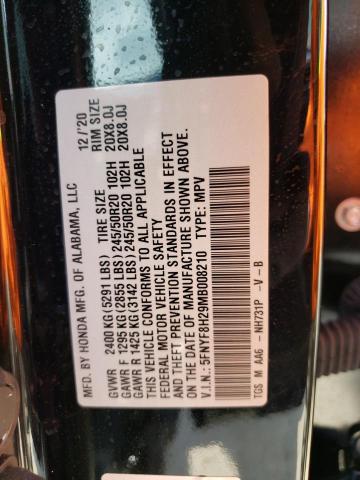 MFD. BY HONDA MFG. OF ALABAMA, LLC 12/'20
TIRE SIZE RIM SIZE
GVWR 2400 KG (5291 LBS)
GAWR F 1295 KG (2855 LBS) 245/50R20 102H 20X8.0J
GAWR R 1425 KG (3142 LBS) 245/50R20 102H 20X8.0J
THIS VEHICLE CONFORMS TO ALL APPLICABLE
FEDERAL MOTOR VEHICLE SAFETY
AND THEFT PREVENTION STANDARDS IN EFFECT
ON THE DATE OF MANUFACTURE SHOWN ABOVE.
V.I.N.: 5FNYF8H29MB008210 TYPE: MPV
TGS M AA6 -NH731P -V -B